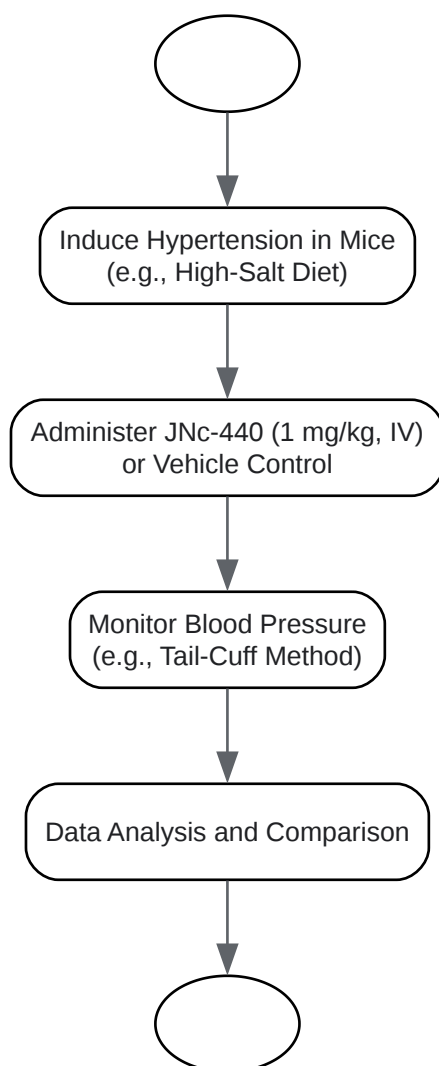 Induce Hypertension in Mice
(e.g., High-Salt Diet)
Administer JNc-440 (1 mg/kg, IV)
or Vehicle Control
Monitor Blood Pressure
(e.g., Tail-Cuff Method)
Data Analysis and Comparison